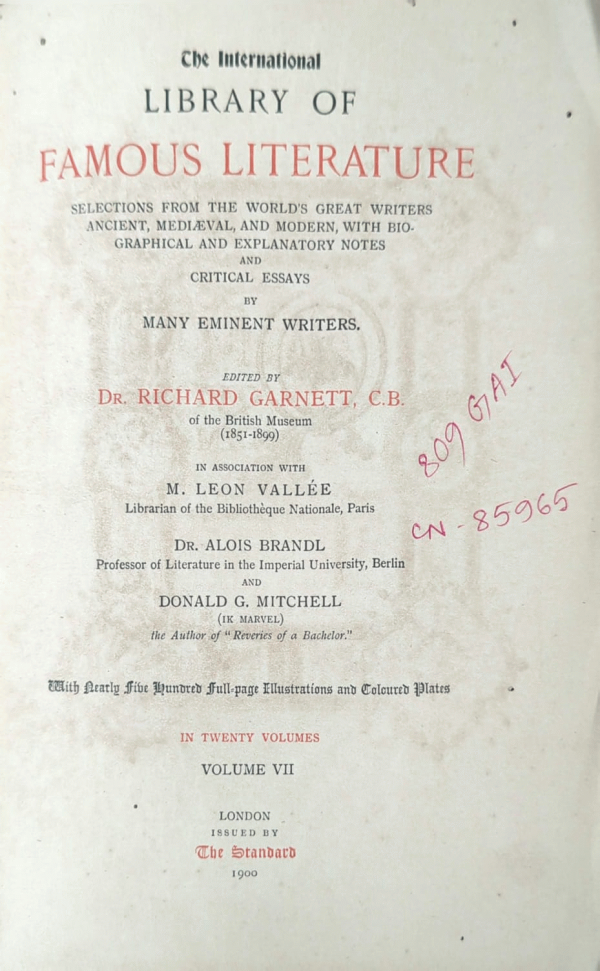 The International
LIBRARY OF
FAMOUS LITERATURE
SELECTIONS FROM THE WORLD'S GREAT WRITERS
ANCIENT, MEDIÆVAL, AND MODERN, WITH BIO-
GRAPHICAL AND EXPLANATORY NOTES
AND
CRITICAL ESSAYS
BY
MANY EMINENT WRITERS.
EDITED BY
DR. RICHARD GARNETT, C.B.
of the British Museum
(1851-1899)
IN ASSOCIATION WITH
M. LEON VALLÉE
Librarian of the Bibliothèque Nationale, Paris
DR. ALOIS BRANDL
Professor of Literature in the Imperial University, Berlin
AND
DONALD G. MITCHELL
(IK MARVEL)
the Author of "Reveries of a Bachelor."
With Nearly Five Hundred Full-page Illustrations and Coloured Plates
IN TWENTY VOLUMES
VOLUME VII
LONDON
ISSUED BY
The Standard
1900
809 GAI
CN - 85965